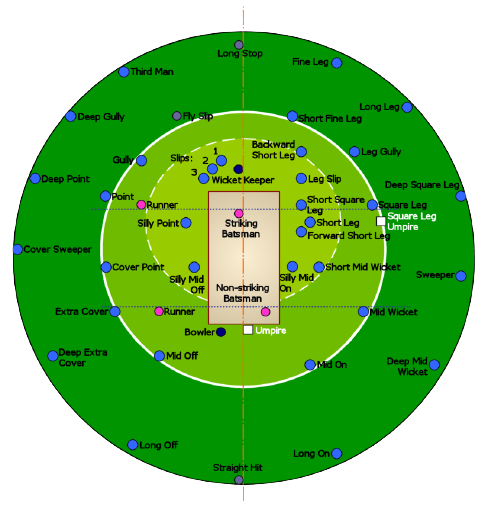 Long Stop
Fine Leg
Third Man
Long Leg
Deep Gully
Fly Slip
Short Fine Leg
Backward
Short Leg
Leg Gully
Gully
Slips:
1
2
3
Wicket Keeper
Leg Slip
Deep Point
Deep Square Leg
Point
Runner
Short Square
Leg
Square Leg
Square Leg
Umpire
Silly Point
Striking
Batsman
Short Leg
Forward Short Leg
Cover Sweeper
Cover Point
Silly Mid
Off
Silly Mid
On
Short Mid Wicket
Sweeper
Non-striking
Batsman
Extra Cover
Runner
Mid Wicket
Bowler
Umpire
Deep Extra
Cover
Mid Off
Mid On
Deep Mid
Wicket
Long Off
Long On
Straight Hit